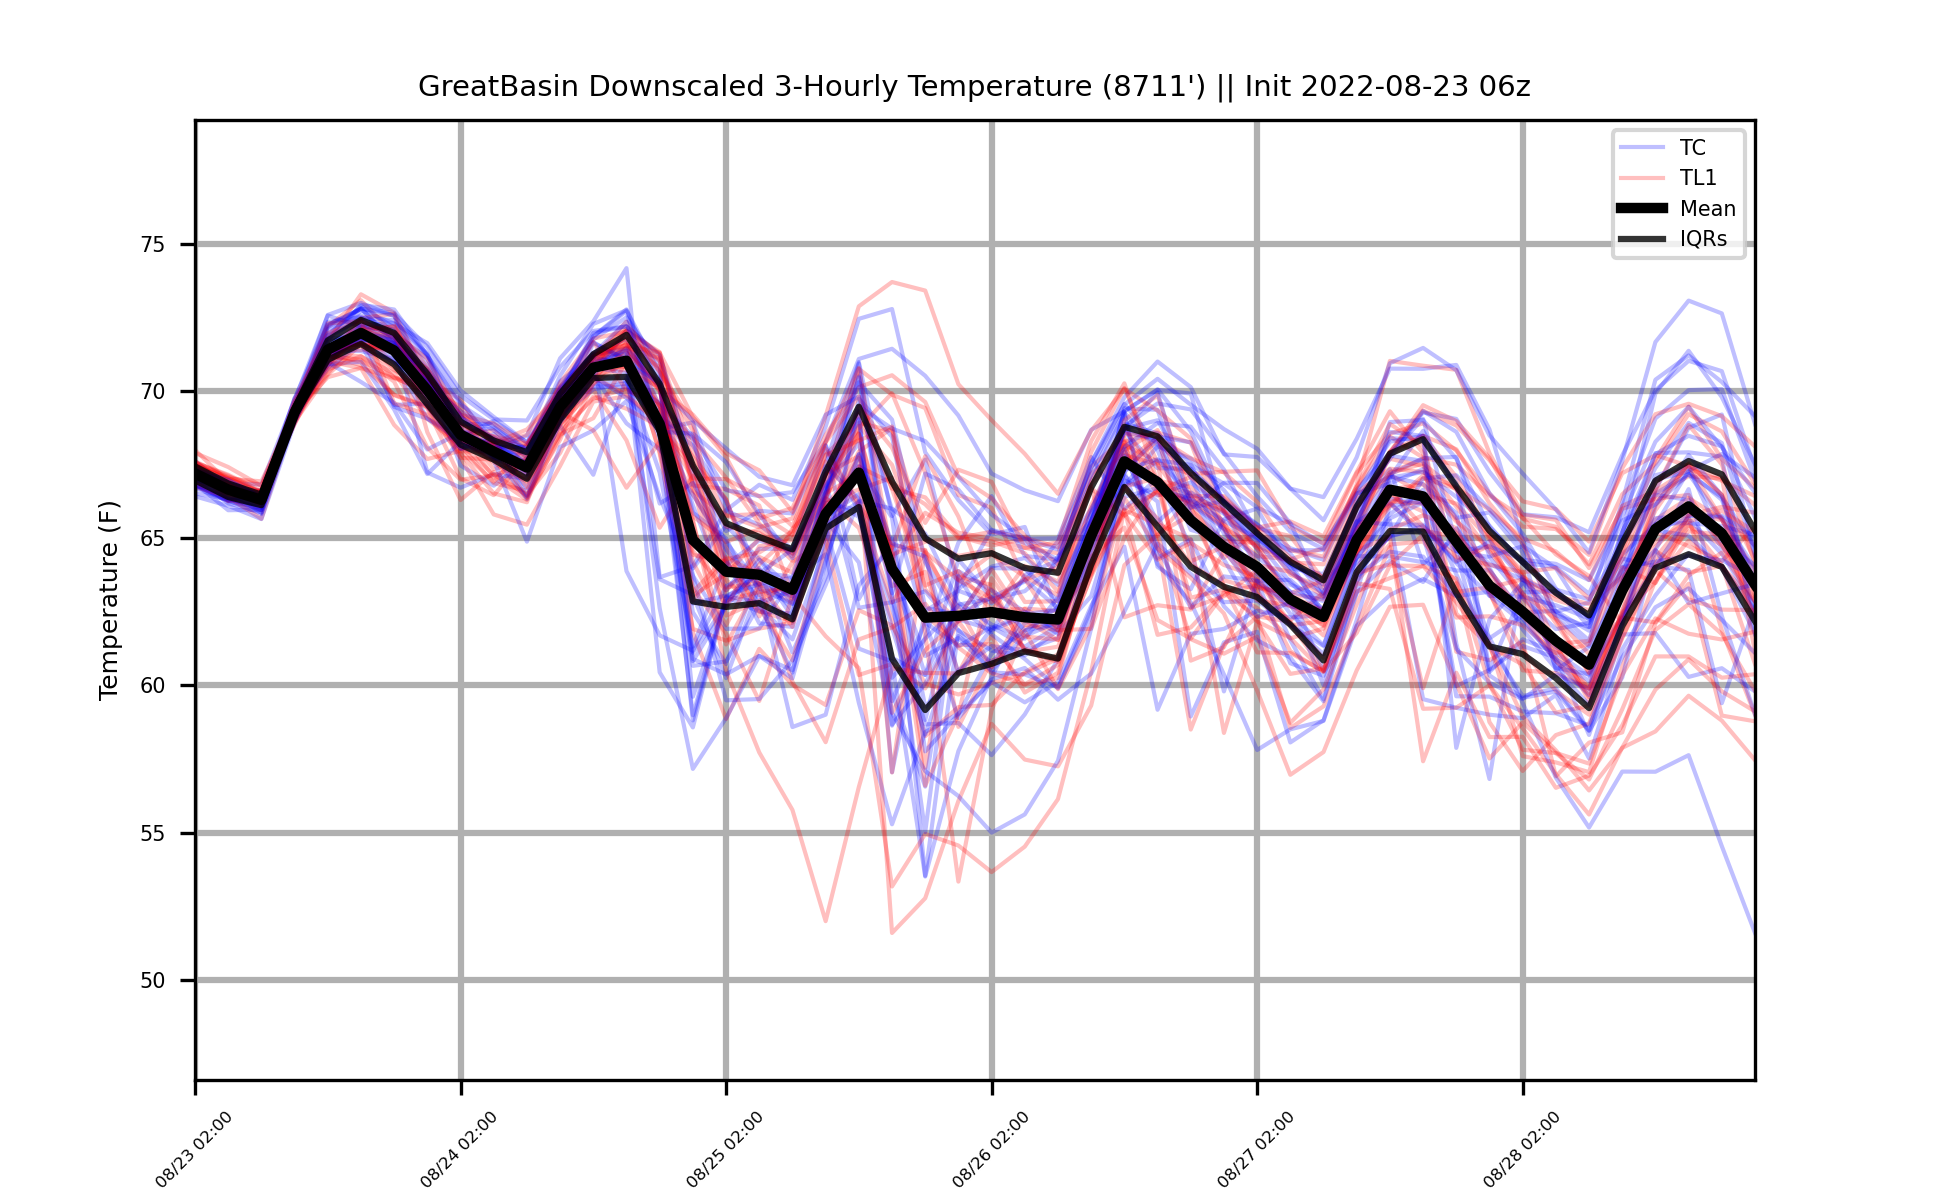 GreatBasin Downscaled 3-Hourly Temperature (8711') || Init 2022-08-23 06z
TC
TL1
Mean
IQRs
Temperature (F)
75
70
65
60
55
50
08/23 02:00
08/24 02:00
08/25 02:00
08/26 02:00
08/27 02:00
08/28 02:00